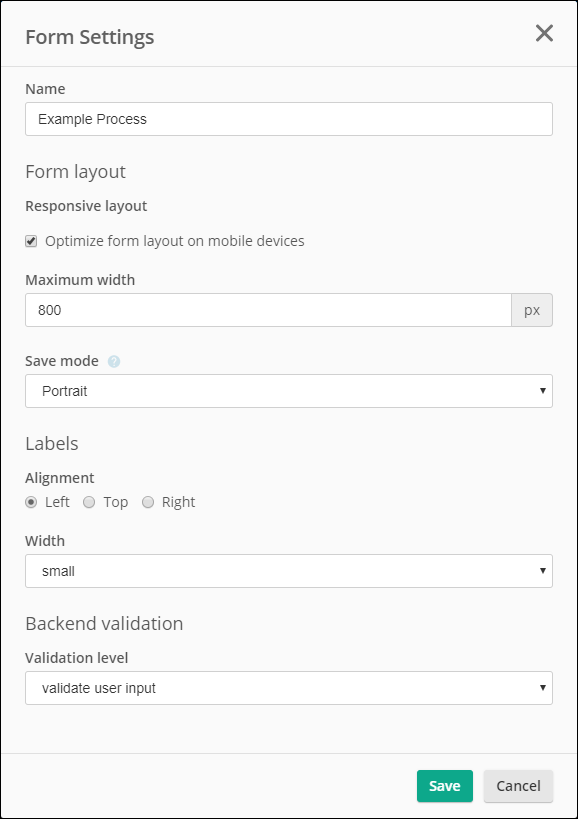 Form Settings
Name
Example Process
Form layout
Responsive layout
Optimize form layout on mobile devices
Maximum width
800 px
Save mode ?
Portrait
Labels
Alignment
Left Top Right
Width
small
Backend validation
Validation level
validate user input
Save Cancel